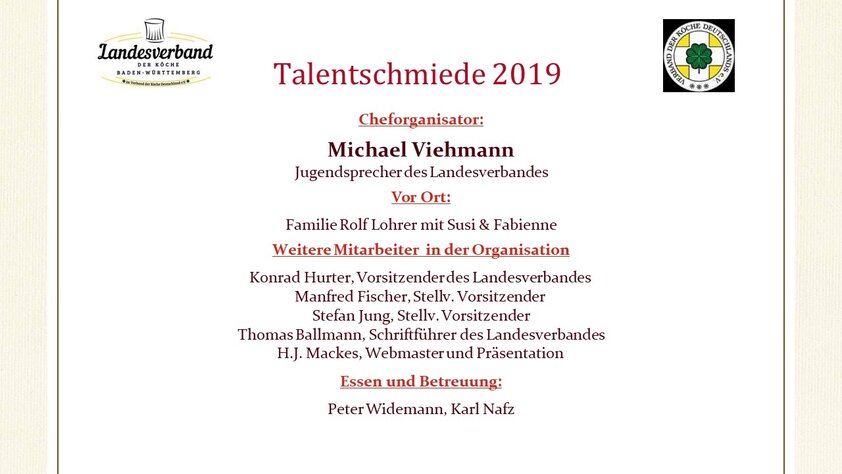 Landesverband
DER KÖCHE
BADEN-WÜRTTEMBERG
im Verband der Köche Deutschland e.V.
VERBAND DER KÖCHE DEUTSCHLANDS e.V.
Talentschmiede 2019
Cheforganisator:
Michael Viehmann
Jugendsprecher des Landesverbandes
Vor Ort:
Familie Rolf Lohrer mit Susi & Fabienne
Weitere Mitarbeiter in der Organisation
Konrad Hurter, Vorsitzender des Landesverbandes
Manfred Fischer, Stellv. Vorsitzender
Stefan Jung, Stellv. Vorsitzender
Thomas Ballmann, Schriftführer des Landesverbandes
H.J. Mackes, Webmaster und Präsentation
Essen und Betreuung:
Peter Widemann, Karl Nafz